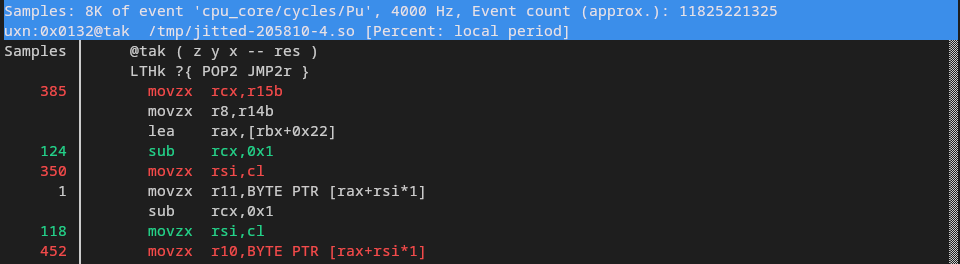 Samples: 8K of event 'cpu_core/cycles/Pu', 4000 Hz, Event count (approx.): 11825221325
uxn:0x0132@tak  /tmp/jitted-205810-4.so [Percent: local period]
Samples       @tak ( z y x -- res )
              LTHk ?{ POP2 JMP2r }
    385         movzx  rcx,r15b
                movzx  r8,r14b
                lea    rax,[rbx+0x22]
    124         sub    rcx,0x1
    350         movzx  rsi,cl
      1         movzx  r11,BYTE PTR [rax+rsi*1]
                sub    rcx,0x1
    118         movzx  rsi,cl
    452         movzx  r10,BYTE PTR [rax+rsi*1]